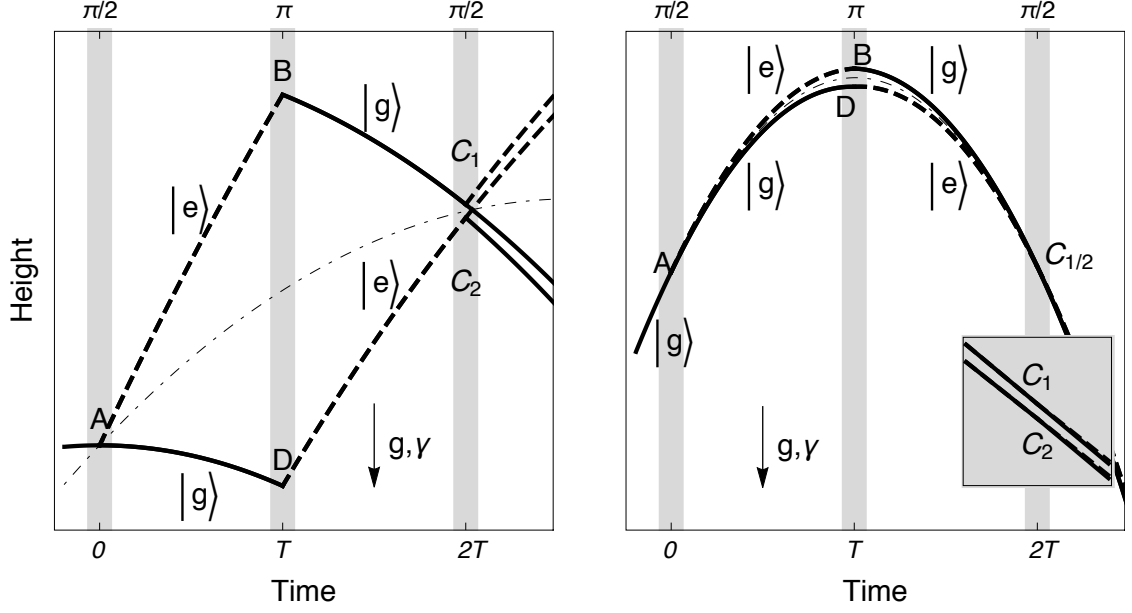 π/2 π π/2
B
|g⟩
C₁
|e⟩
|e⟩
C₂
A
D
g,γ
|g⟩
0 T 2T
Height
Time
π/2 π π/2
|e⟩ B |g⟩
D
|g⟩ |e⟩
A C₁/₂
|g⟩
C₁
C₂
g,γ
0 T 2T
Time